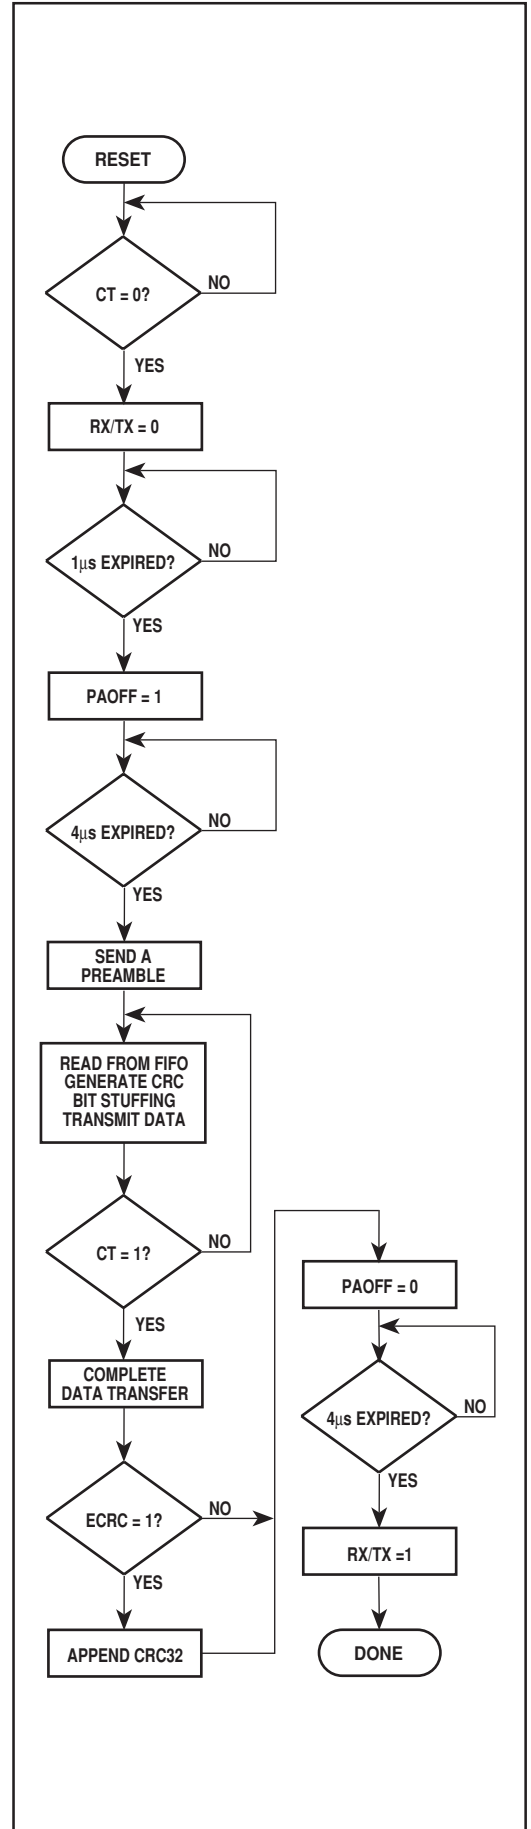 RESET
CT = 0?
NO
YES
RX/TX = 0
1μs EXPIRED?
NO
YES
PAOFF = 1
4μs EXPIRED?
NO
YES
SEND A
PREAMBLE
READ FROM FIFO
GENERATE CRC
BIT STUFFING
TRANSMIT DATA
CT = 1?
NO
YES
COMPLETE
DATA TRANSFER
ECRC = 1?
NO
YES
APPEND CRC32
PAOFF = 0
4μs EXPIRED?
NO
YES
RX/TX =1
DONE